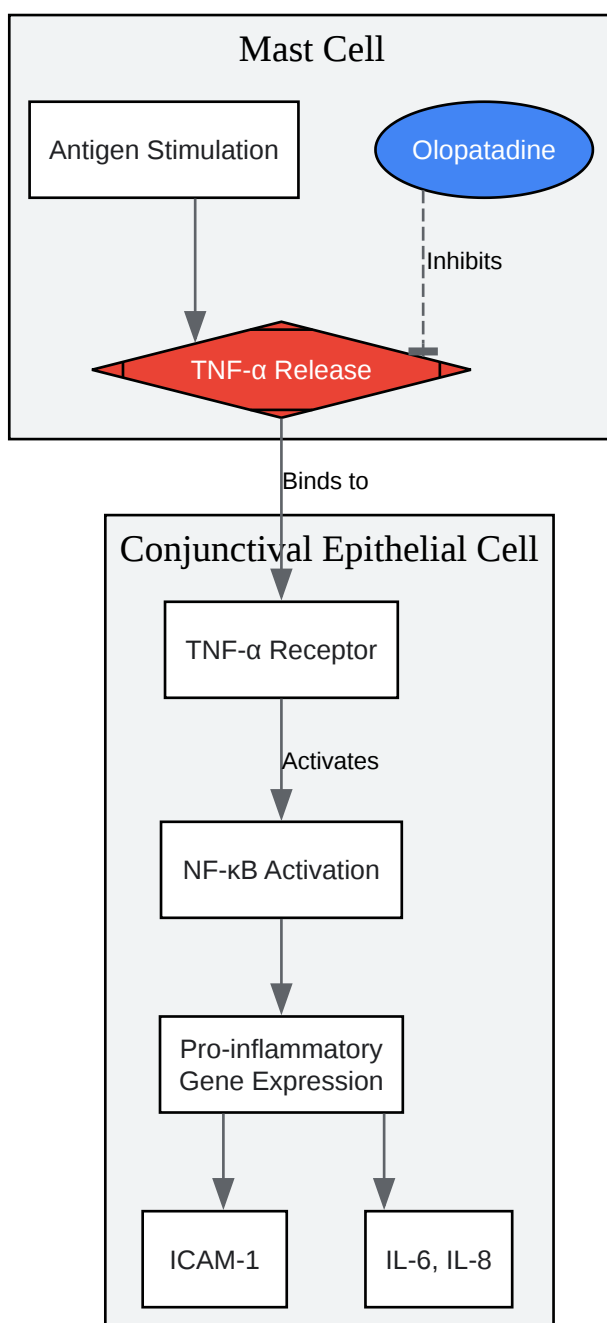 Mast Cell
Antigen Stimulation
Olopatadine
Inhibits
TNF-α Release
Binds to
Conjunctival Epithelial Cell
TNF-α Receptor
Activates
NF-κB Activation
Pro-inflammatory
Gene Expression
ICAM-1
IL-6, IL-8